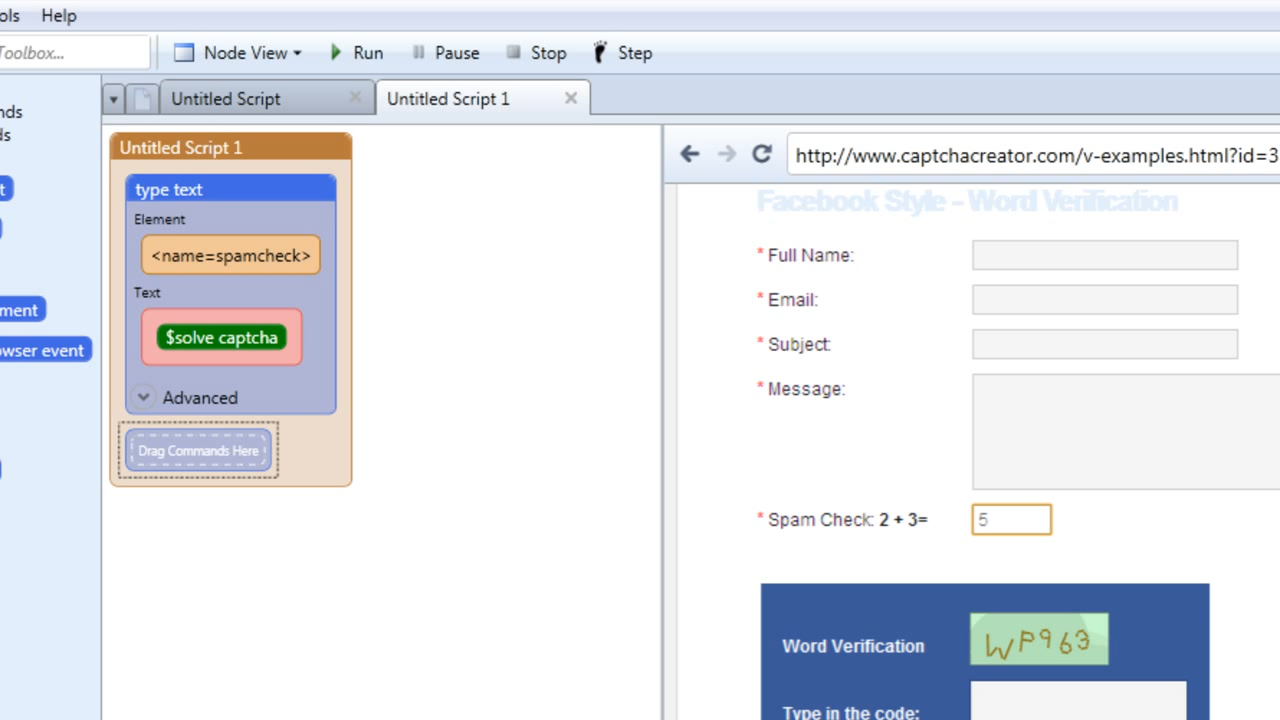 ols Help
Toolbox... Node View Run Pause Stop Step
Untitled Script Untitled Script 1
nds
ds
t
ment
owser event
Untitled Script 1
type text
Element
<name=spamcheck>
Text
$solve captcha
Advanced
Drag Commands Here
http://www.captchacreator.com/v-examples.html?id=3
Facebook Style - Word Verification
* Full Name:
* Email:
* Subject:
* Message:
* Spam Check: 2 + 3= 5
Word Verification WP963
Type in the code: